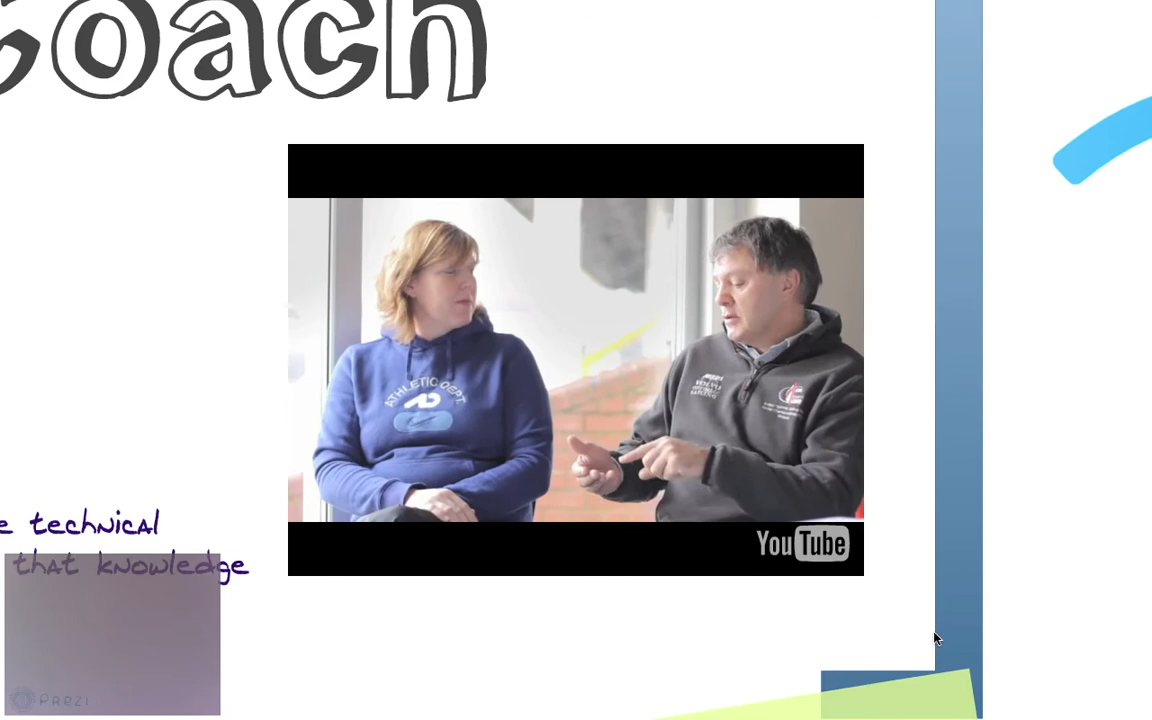 coach
ATHLETIC DEPT.
YouTube
e technical
that knowledge
Prezi